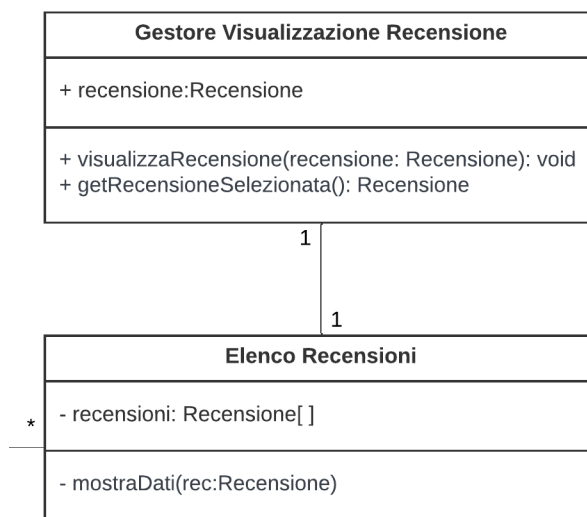 Gestore Visualizzazione Recensione
+ recensione:Recensione
+ visualizzaRecensione(recensione: Recensione): void
+ getRecensioneSelezionata(): Recensione
1
1
Elenco Recensioni
- recensioni: Recensione[ ]
*
- mostraDati(rec:Recensione)